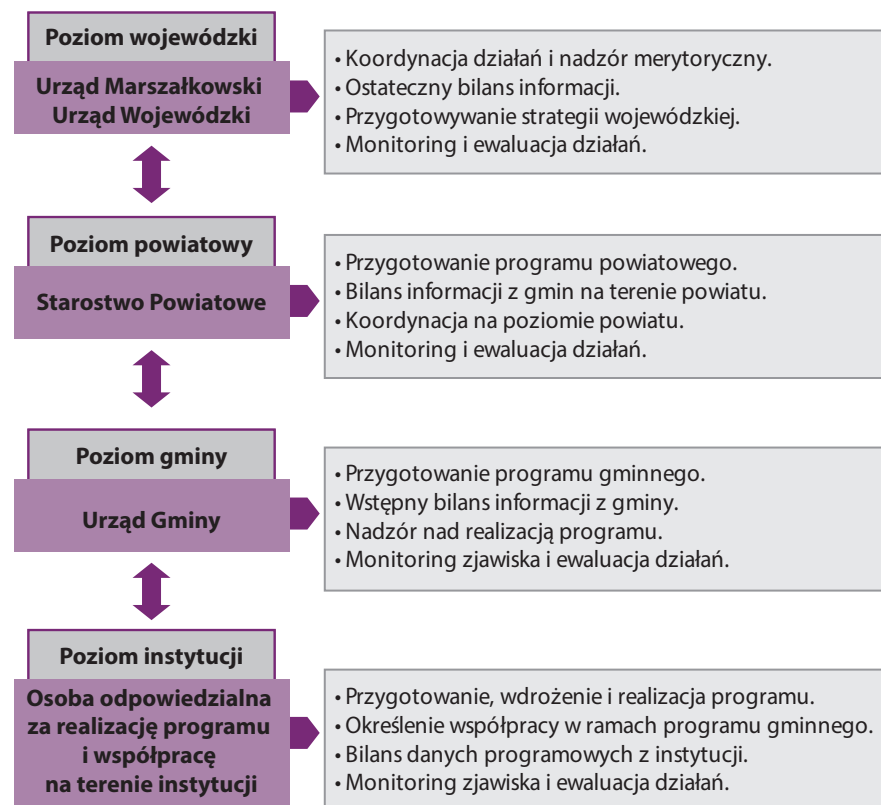 Poziom wojewódzki
Urząd Marszałkowski
Urząd Wojewódzki
• Koordynacja działań i nadzór merytoryczny.
• Ostateczny bilans informacji.
• Przygotowywanie strategii wojewódzkiej.
• Monitoring i ewaluacja działań.
Poziom powiatowy
Starostwo Powiatowe
• Przygotowanie programu powiatowego.
• Bilans informacji z gmin na terenie powiatu.
• Koordynacja na poziomie powiatu.
• Monitoring i ewaluacja działań.
Poziom gminy
Urząd Gminy
• Przygotowanie programu gminnego.
• Wstępny bilans informacji z gminy.
• Nadzór nad realizacją programu.
• Monitoring zjawiska i ewaluacja działań.
Poziom instytucji
Osoba odpowiedzialna
za realizację programu
i współpracę
na terenie instytucji
• Przygotowanie, wdrożenie i realizacja programu.
• Określenie współpracy w ramach programu gminnego.
• Bilans danych programowych z instytucji.
• Monitoring zjawiska i ewaluacja działań.